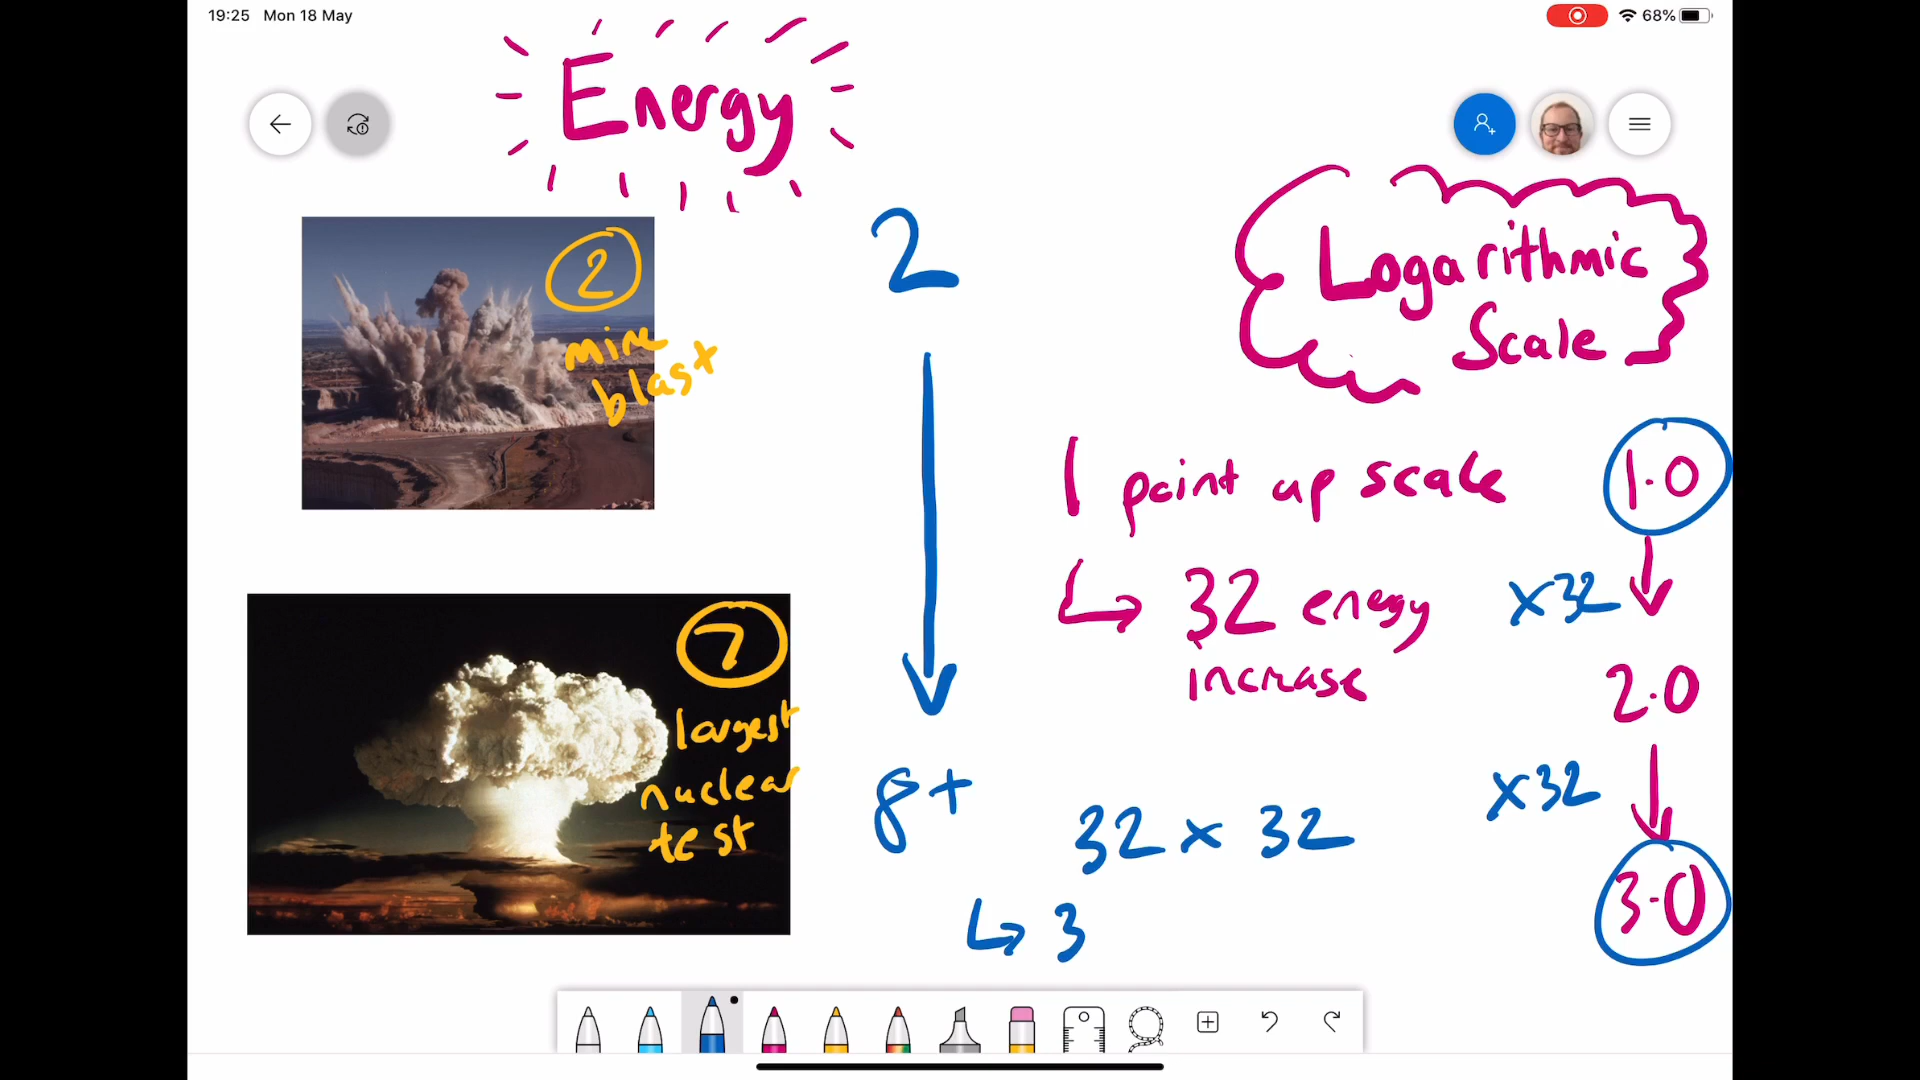 19:25 Mon 18 May
68%
Energy
2
mine
blast
2
Logarithmic
Scale
1 point up scale
1.0
↳ 32 energy
increase
x32
2.0
7
largest
nuclear
test
8+
32 x 32
x32
↳ 3
3.0